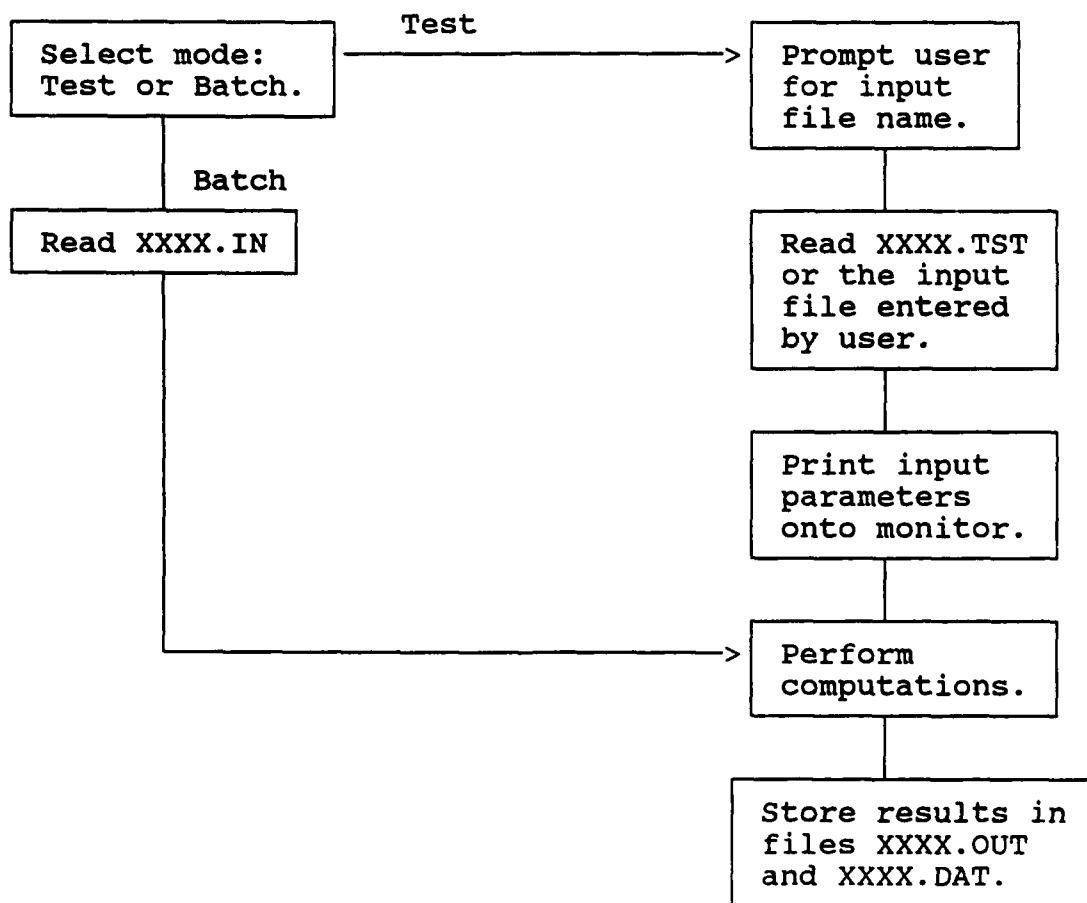 Select mode:
Test or Batch.
Test
Prompt user
for input
file name.
Batch
Read XXXX.IN
Read XXXX.TST
or the input
file entered
by user.
Print input
parameters
onto monitor.
Perform
computations.
Store results in
files XXXX.OUT
and XXXX.DAT.